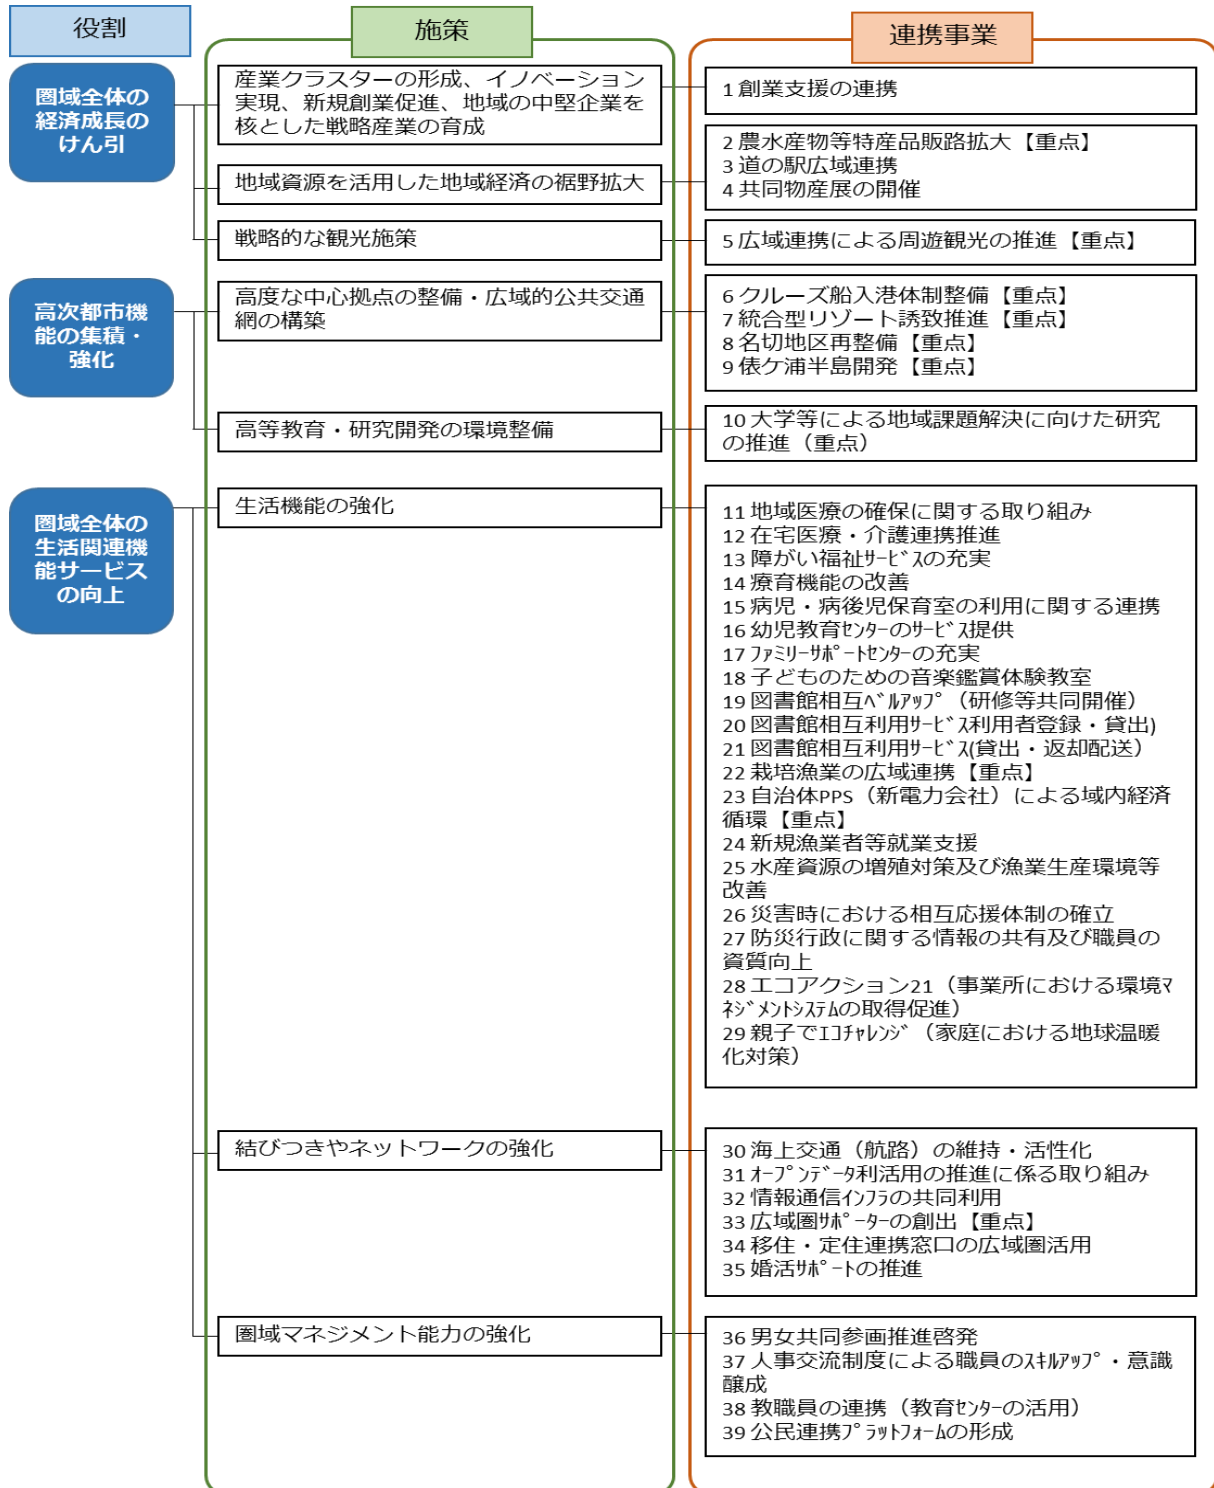 役割
施策
連携事業
圏域全体の
経済成長の
けん引
産業クラスターの形成、イノベーション
実現、新規創業促進、地域の中堅企業を
核とした戦略産業の育成
1 創業支援の連携
地域資源を活用した地域経済の裾野拡大
2 農水産物等特産品販路拡大【重点】
3 道の駅広域連携
4 共同物産展の開催
戦略的な観光施策
5 広域連携による周遊観光の推進【重点】
高次都市機
能の集積・
強化
高度な中心拠点の整備・広域的公共交通
網の構築
6 クルーズ船入港体制整備【重点】
7 統合型リゾート誘致推進【重点】
8 名切地区再整備【重点】
9 俵ケ浦半島開発【重点】
高等教育・研究開発の環境整備
10 大学等による地域課題解決に向けた研究
の推進（重点）
圏域全体の
生活関連機
能サービス
の向上
生活機能の強化
11 地域医療の確保に関する取り組み
12 在宅医療・介護連携推進
13 障がい福祉ｻｰﾋﾞｽの充実
14 療育機能の改善
15 病児・病後児保育室の利用に関する連携
16 幼児教育ｾﾝﾀｰのｻｰﾋﾞｽ提供
17 ﾌｧﾐﾘｰｻﾎﾟｰﾄｾﾝﾀｰの充実
18 子どものための音楽鑑賞体験教室
19 図書館相互ﾍﾞﾙｱｯﾌﾟ（研修等共同開催）
20 図書館相互利用ｻｰﾋﾞｽ利用者登録・貸出)
21 図書館相互利用ｻｰﾋﾞｽ(貸出・返却配送）
22 栽培漁業の広域連携【重点】
23 自治体PPS（新電力会社）による域内経済
循環【重点】
24 新規漁業者等就業支援
25 水産資源の増殖対策及び漁業生産環境等
改善
26 災害時における相互応援体制の確立
27 防災行政に関する情報の共有及び職員の
資質向上
28 エコアクション21（事業所における環境ﾏ
ﾈｼﾞﾒﾝﾄｼｽﾃﾑの取得促進）
29 親子でｴｺﾁｬﾚﾝｼﾞ（家庭における地球温暖
化対策）
結びつきやネットワークの強化
30 海上交通（航路）の維持・活性化
31 ｵｰﾌﾟﾝﾃﾞｰﾀ利活用の推進に係る取り組み
32 情報通信ｲﾝﾌﾗの共同利用
33 広域圏ｻﾎﾟｰﾀｰの創出【重点】
34 移住・定住連携窓口の広域圏活用
35 婚活ｻﾎﾟｰﾄの推進
圏域マネジメント能力の強化
36 男女共同参画推進啓発
37 人事交流制度による職員のｽｷﾙｱｯﾌﾟ・意識
醸成
38 教職員の連携（教育ｾﾝﾀｰの活用）
39 公民連携ﾌﾟﾗｯﾄﾌｫｰﾑの形成